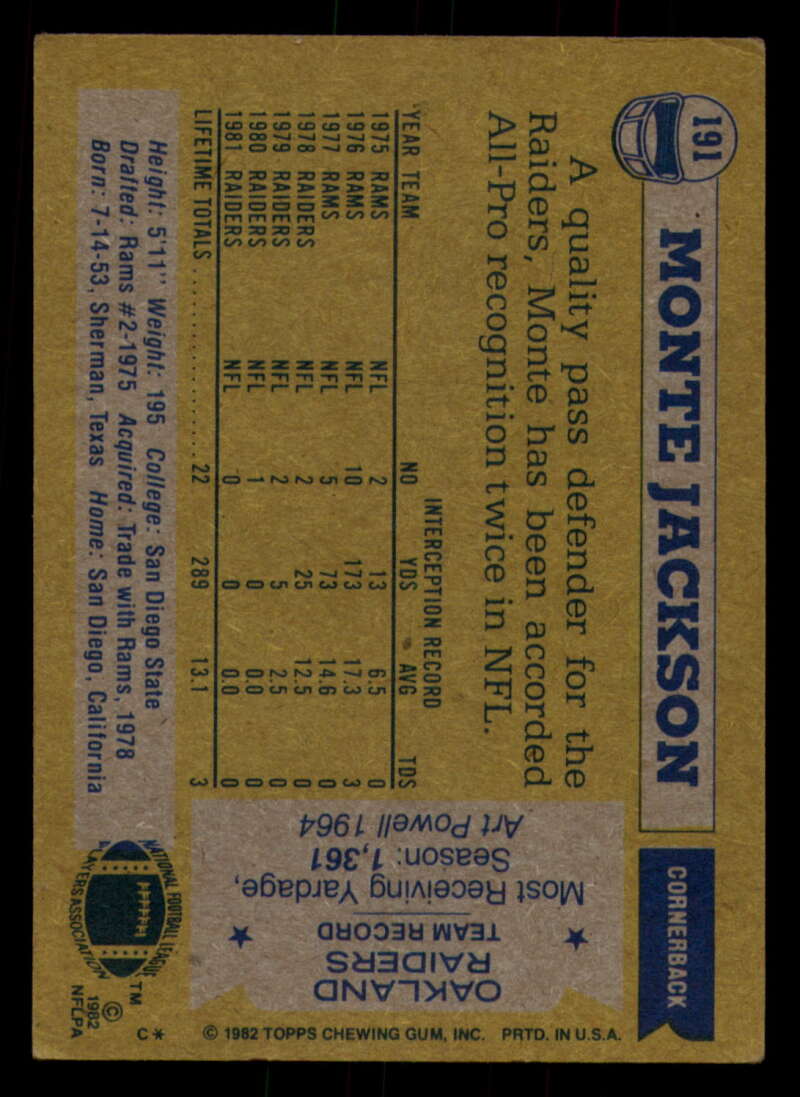 191
MONTE JACKSON
CORNERBACK
A quality pass defender for the
Raiders, Monte has been accorded
All-Pro recognition twice in NFL.
INTERCEPTION RECORD
YEAR TEAM NO YDS AVG TDS
1975 RAMS NFL 2 13 6.5 0
1976 RAMS NFL 10 173 17.3 3
1977 RAMS NFL 5 73 14.6 0
1978 RAIDERS NFL 2 25 12.5 0
1979 RAIDERS NFL 2 5 2.5 0
1980 RAIDERS NFL 1 0 0.0 0
1981 RAIDERS NFL 0 0 0.0 0
LIFETIME TOTALS 22 289 13.1 3
Height: 5'11" Weight: 195 College: San Diego State
Drafted: Rams #2-1975 Acquired: Trade with Rams, 1978
Born: 7-14-53, Sherman, Texas Home: San Diego, California
OAKLAND
RAIDERS
TEAM RECORD
Most Receiving Yardage,
Season: 1,361
Art Powell 1964
NATIONAL FOOTBALL LEAGUE
PLAYERS ASSOCIATION
TM
© 1982
NFLPA
C*
© 1982 TOPPS CHEWING GUM, INC. PRTD. IN U.S.A.